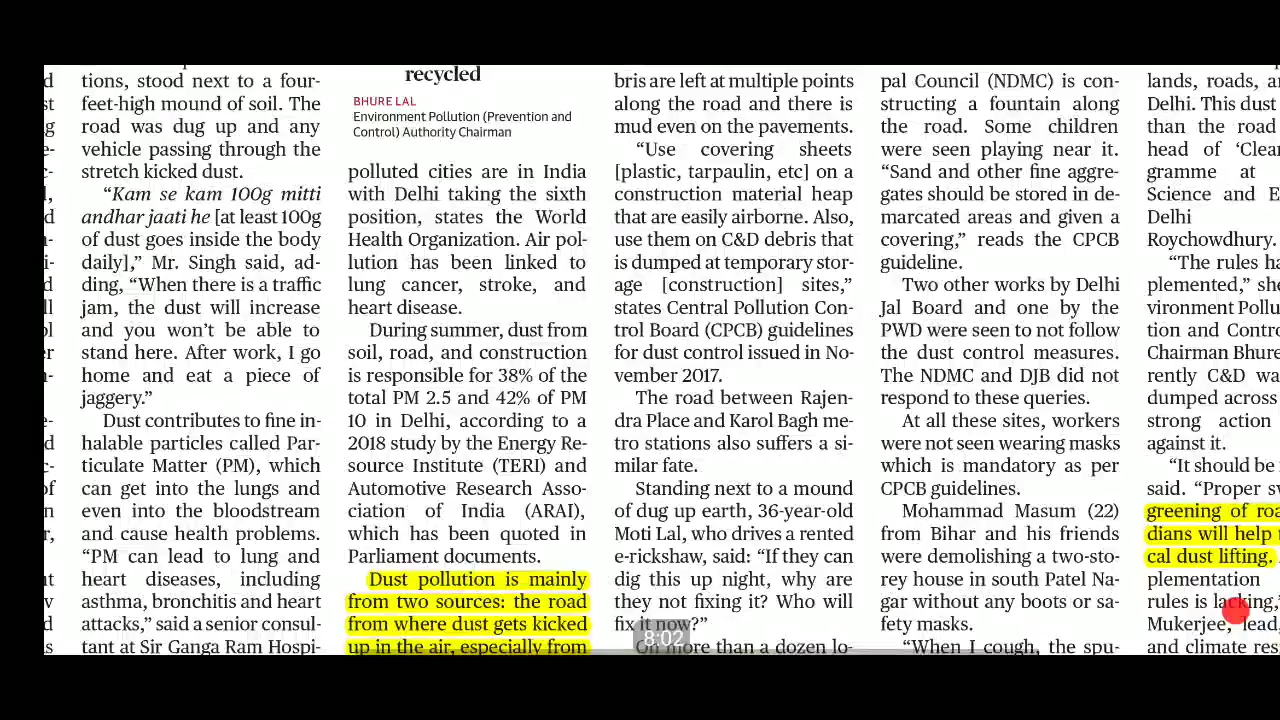 d
st
g
e-
c-
l,
d
n-
i-
d
ll
ol
er
n-
e-
d
c-
of
n
r,
nt
v
d
s
tions, stood next to a four-
feet-high mound of soil. The
road was dug up and any
vehicle passing through the
stretch kicked dust.
“Kam se kam 100g mitti
andhar jaati he [at least 100g
of dust goes inside the body
daily],” Mr. Singh said, ad-
ding, “When there is a traffic
jam, the dust will increase
and you won’t be able to
stand here. After work, I go
home and eat a piece of
jaggery.”
Dust contributes to fine in-
halable particles called Par-
ticulate Matter (PM), which
can get into the lungs and
even into the bloodstream
and cause health problems.
“PM can lead to lung and
heart diseases, including
asthma, bronchitis and heart
attacks,” said a senior consul-
tant at Sir Ganga Ram Hospi-
recycled
BHURE LAL
Environment Pollution (Prevention and
Control) Authority Chairman
polluted cities are in India
with Delhi taking the sixth
position, states the World
Health Organization. Air pol-
lution has been linked to
lung cancer, stroke, and
heart disease.
During summer, dust from
soil, road, and construction
is responsible for 38% of the
total PM 2.5 and 42% of PM
10 in Delhi, according to a
2018 study by the Energy Re-
source Institute (TERI) and
Automotive Research Asso-
ciation of India (ARAI),
which has been quoted in
Parliament documents.
Dust pollution is mainly
from two sources: the road
from where dust gets kicked
up in the air, especially from
bris are left at multiple points
along the road and there is
mud even on the pavements.
“Use covering sheets
[plastic, tarpaulin, etc] on a
construction material heap
that are easily airborne. Also,
use them on C&D debris that
is dumped at temporary stor-
age [construction] sites,”
states Central Pollution Con-
trol Board (CPCB) guidelines
for dust control issued in No-
vember 2017.
The road between Rajen-
dra Place and Karol Bagh me-
tro stations also suffers a si-
milar fate.
Standing next to a mound
of dug up earth, 36-year-old
Moti Lal, who drives a rented
e-rickshaw, said: “If they can
dig this up night, why are
they not fixing it? Who will
fix it now?”
On more than a dozen lo-
8:02
pal Council (NDMC) is con-
structing a fountain along
the road. Some children
were seen playing near it.
“Sand and other fine aggre-
gates should be stored in de-
marcated areas and given a
covering,” reads the CPCB
guideline.
Two other works by Delhi
Jal Board and one by the
PWD were seen to not follow
the dust control measures.
The NDMC and DJB did not
respond to these queries.
At all these sites, workers
were not seen wearing masks
which is mandatory as per
CPCB guidelines.
Mohammad Masum (22)
from Bihar and his friends
were demolishing a two-sto-
rey house in south Patel Na-
gar without any boots or sa-
fety masks.
“When I cough, the spu-
lands, roads, a
Delhi. This dust
than the road
head of ‘Clea
gramme at
Science and E
Delhi
Roychowdhury.
“The rules ha
plemented,” she
vironment Pollu
tion and Contr
Chairman Bhure
rently C&D wa
dumped across
strong action
against it.
“It should be
said. “Proper sw
greening of roa
dians will help
cal dust lifting.
plementation
rules is lacking,”
Mukerjee, lead,
and climate res